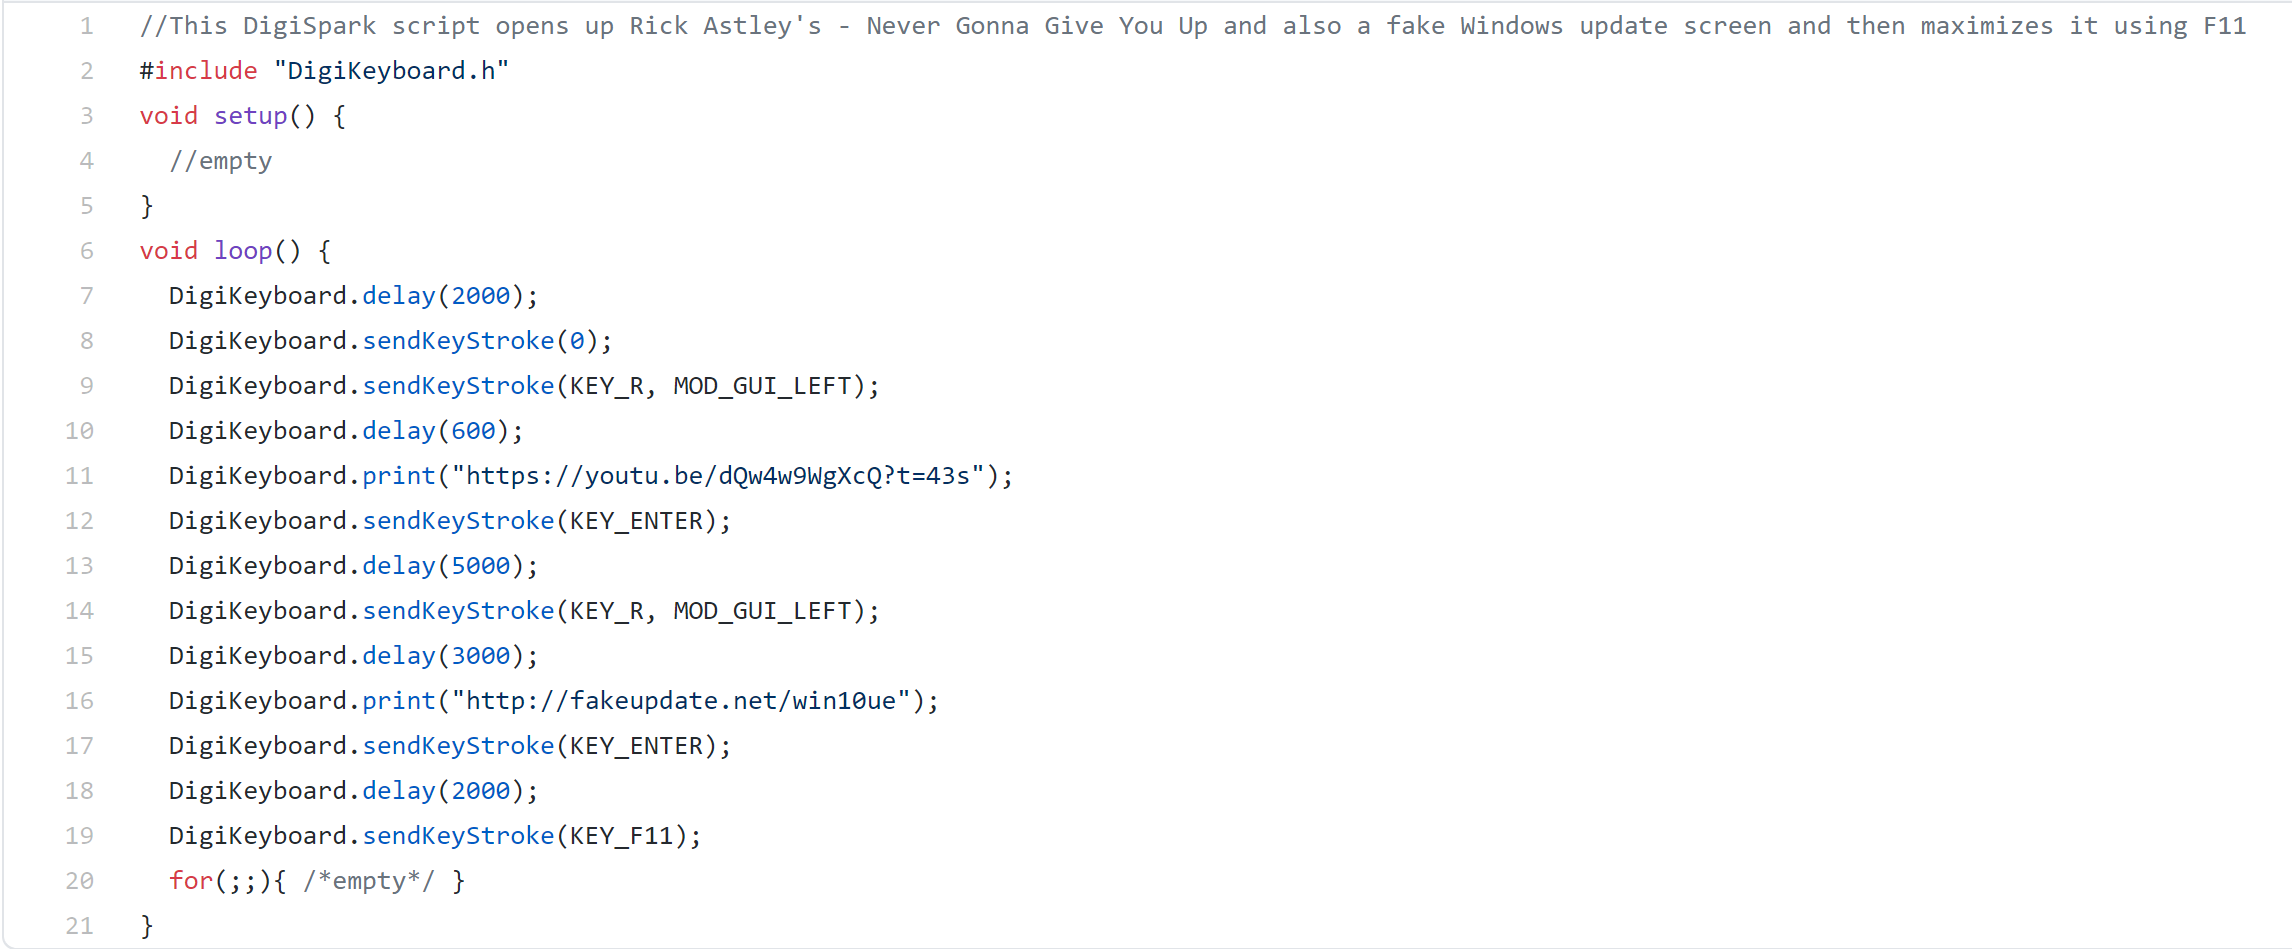 1 //This DigiSpark script opens up Rick Astley's - Never Gonna Give You Up and also a fake Windows update screen and then maximizes it using F11
2 #include "DigiKeyboard.h"
3 void setup() {
4   //empty
5 }
6 void loop() {
7   DigiKeyboard.delay(2000);
8   DigiKeyboard.sendKeyStroke(0);
9   DigiKeyboard.sendKeyStroke(KEY_R, MOD_GUI_LEFT);
10   DigiKeyboard.delay(600);
11   DigiKeyboard.print("https://youtu.be/dQw4w9WgXcQ?t=43s");
12   DigiKeyboard.sendKeyStroke(KEY_ENTER);
13   DigiKeyboard.delay(5000);
14   DigiKeyboard.sendKeyStroke(KEY_R, MOD_GUI_LEFT);
15   DigiKeyboard.delay(3000);
16   DigiKeyboard.print("http://fakeupdate.net/win10ue");
17   DigiKeyboard.sendKeyStroke(KEY_ENTER);
18   DigiKeyboard.delay(2000);
19   DigiKeyboard.sendKeyStroke(KEY_F11);
20   for(;;){ /*empty*/ }
21 }